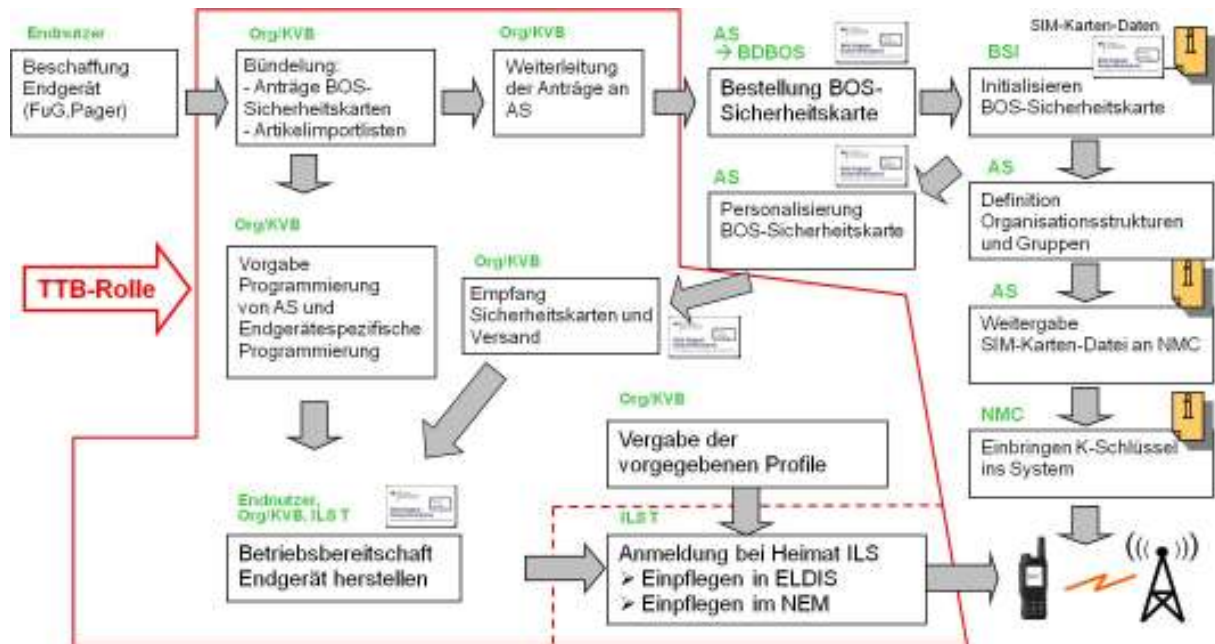 Endnutzer
Beschaffung
Endgerät
(FuG,Pager)
Org/KVB
Bündelung:
- Anträge BOS-
Sicherheitskarten
- Artikelimportlisten
Org/KVB
Weiterleitung
der Anträge an
AS
AS
→ BDBOS
Bestellung BOS-
Sicherheitskarte
SIM-Karten-Daten
BSI
Initialisieren
BOS-Sicherheitskarte
AS
Personalisierung
BOS-Sicherheitskarte
AS
Definition
Organisationsstrukturen
und Gruppen
TTB-Rolle
Org/KVB
Vorgabe
Programmierung
von AS und
Endgerätespezifische
Programmierung
Org/KVB
Empfang
Sicherheitskarten und
Versand
AS
Weitergabe
SIM-Karten-Datei an NMC
Org/KVB
Vergabe der
vorgegebenen Profile
NMC
Einbringen K-Schlüssel
ins System
Endnutzer,
Org/KVB, ILS T
Betriebsbereitschaft
Endgerät herstellen
ILS T
Anmeldung bei Heimat ILS
➢ Einpflegen in ELDIS
➢ Einpflegen im NEM